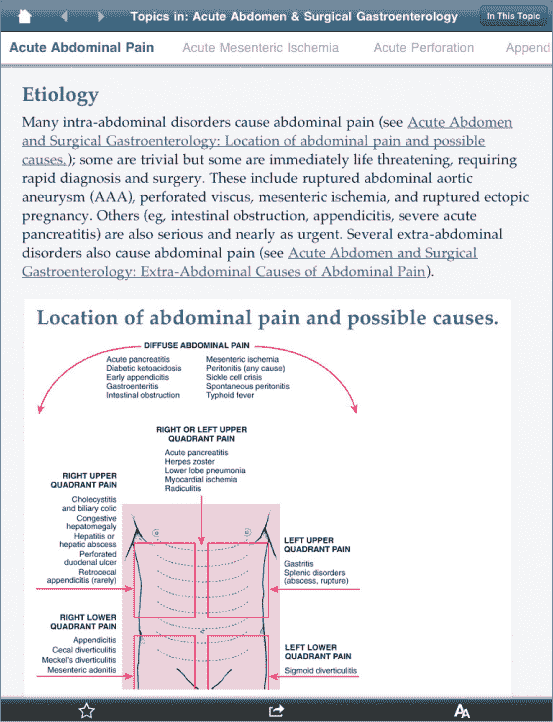 Topics in: Acute Abdomen & Surgical Gastroenterology
In This Topic
Acute Abdominal Pain
Acute Mesenteric Ischemia
Acute Perforation
Append
Etiology
Many intra-abdominal disorders cause abdominal pain (see Acute Abdomen
and Surgical Gastroenterology: Location of abdominal pain and possible
causes.); some are trivial but some are immediately life threatening, requiring
rapid diagnosis and surgery. These include ruptured abdominal aortic
aneurysm (AAA), perforated viscus, mesenteric ischemia, and ruptured ectopic
pregnancy. Others (eg, intestinal obstruction, appendicitis, severe acute
pancreatitis) are also serious and nearly as urgent. Several extra-abdominal
disorders also cause abdominal pain (see Acute Abdomen and Surgical
Gastroenterology: Extra-Abdominal Causes of Abdominal Pain).
Location of abdominal pain and possible causes.
DIFFUSE ABDOMINAL PAIN
Acute pancreatitis
Diabetic ketoacidosis
Early appendicitis
Gastroenteritis
Intestinal obstruction
Mesenteric ischemia
Peritonitis (any cause)
Sickle cell crisis
Spontaneous peritonitis
Typhoid fever
RIGHT OR LEFT UPPER
QUADRANT PAIN
Acute pancreatitis
Herpes zoster
Lower lobe pneumonia
Myocardial ischemia
Radiculitis
RIGHT UPPER
QUADRANT PAIN
Cholecystitis
and biliary colic
Congestive
hepatomegaly
Hepatitis or
hepatic abscess
Perforated
duodenal ulcer
Retrocecal
appendicitis (rarely)
LEFT UPPER
QUADRANT PAIN
Gastritis
Splenic disorders
(abscess, rupture)
RIGHT LOWER
QUADRANT PAIN
Appendicitis
Cecal diverticulitis
Meckel's diverticulitis
Mesenteric adenitis
LEFT LOWER
QUADRANT PAIN
Sigmoid diverticulitis
AA